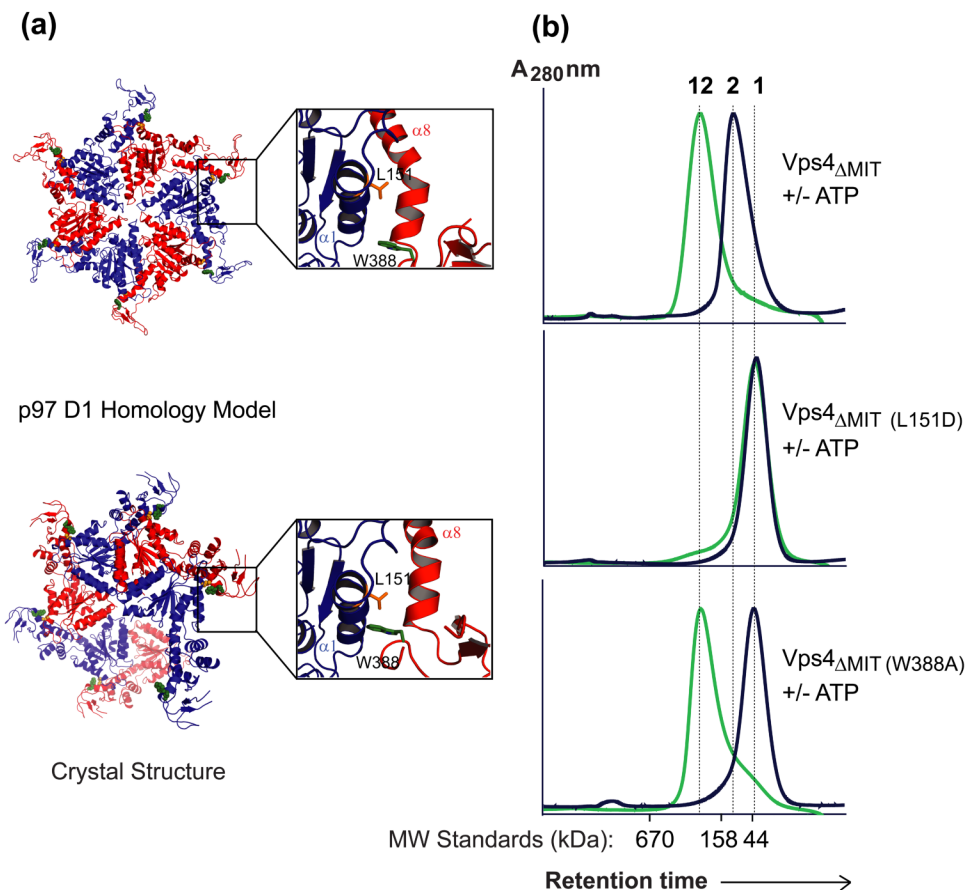 (a)
α8
L151
α1
W388
p97 D1 Homology Model
α8
L151
α1
W388
Crystal Structure
(b)
A280nm
12 2 1
Vps4ΔMIT
+/- ATP
Vps4ΔMIT (L151D)
+/- ATP
Vps4ΔMIT (W388A)
+/- ATP
MW Standards (kDa): 670 158 44
Retention time